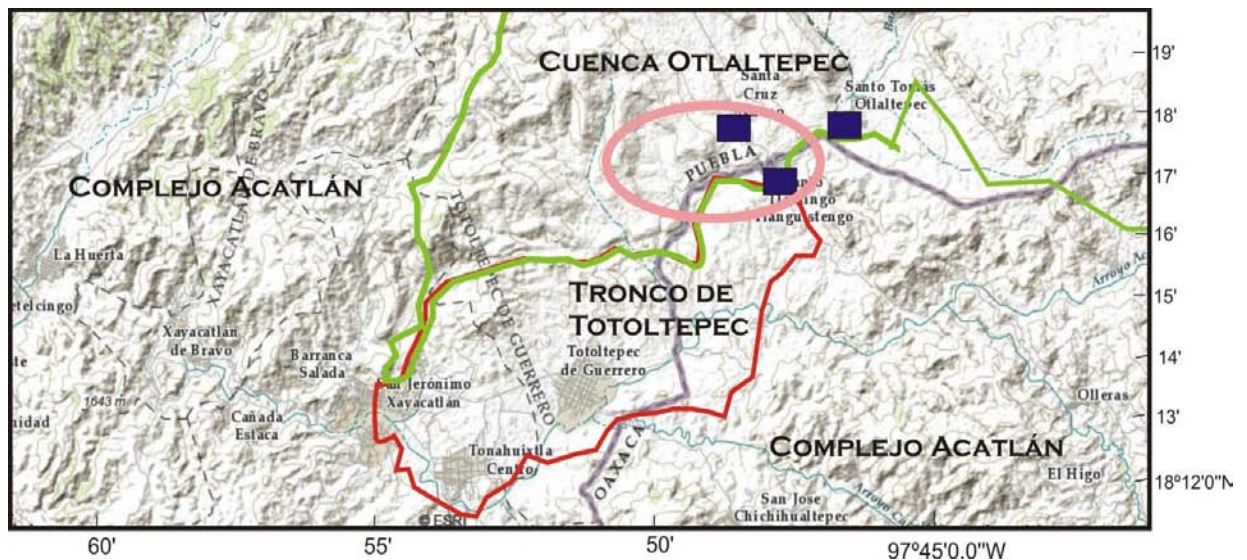 CUENCA OTLALTEPEC
Santa
Cruz
Santo Tomás
Otlaltepec
PUEBLA
COMPLEJO ACATLÁN
XAYACATLÁN DE BRAVO
TOTOLTEPEC DE GUERRERO
Tianguistengo
La Huerta
Xayacatlán
de Bravo
Barranca
Salada
San Jerónimo
Xayacatlán
1643 m
Cañada
Estaca
TRONCO DE
TOTOLTEPEC
Totoltepec
de Guerrero
Tonahuixtla
Centro
OAXACA
Arroyo
Olleras
COMPLEJO ACATLÁN
El Higo
San Jose
Chichihualtepec
Arroyo
© ESRI
19'
18'
17'
16'
15'
14'
13'
18°12'0"N
60'
55'
50'
97°45'0.0"W